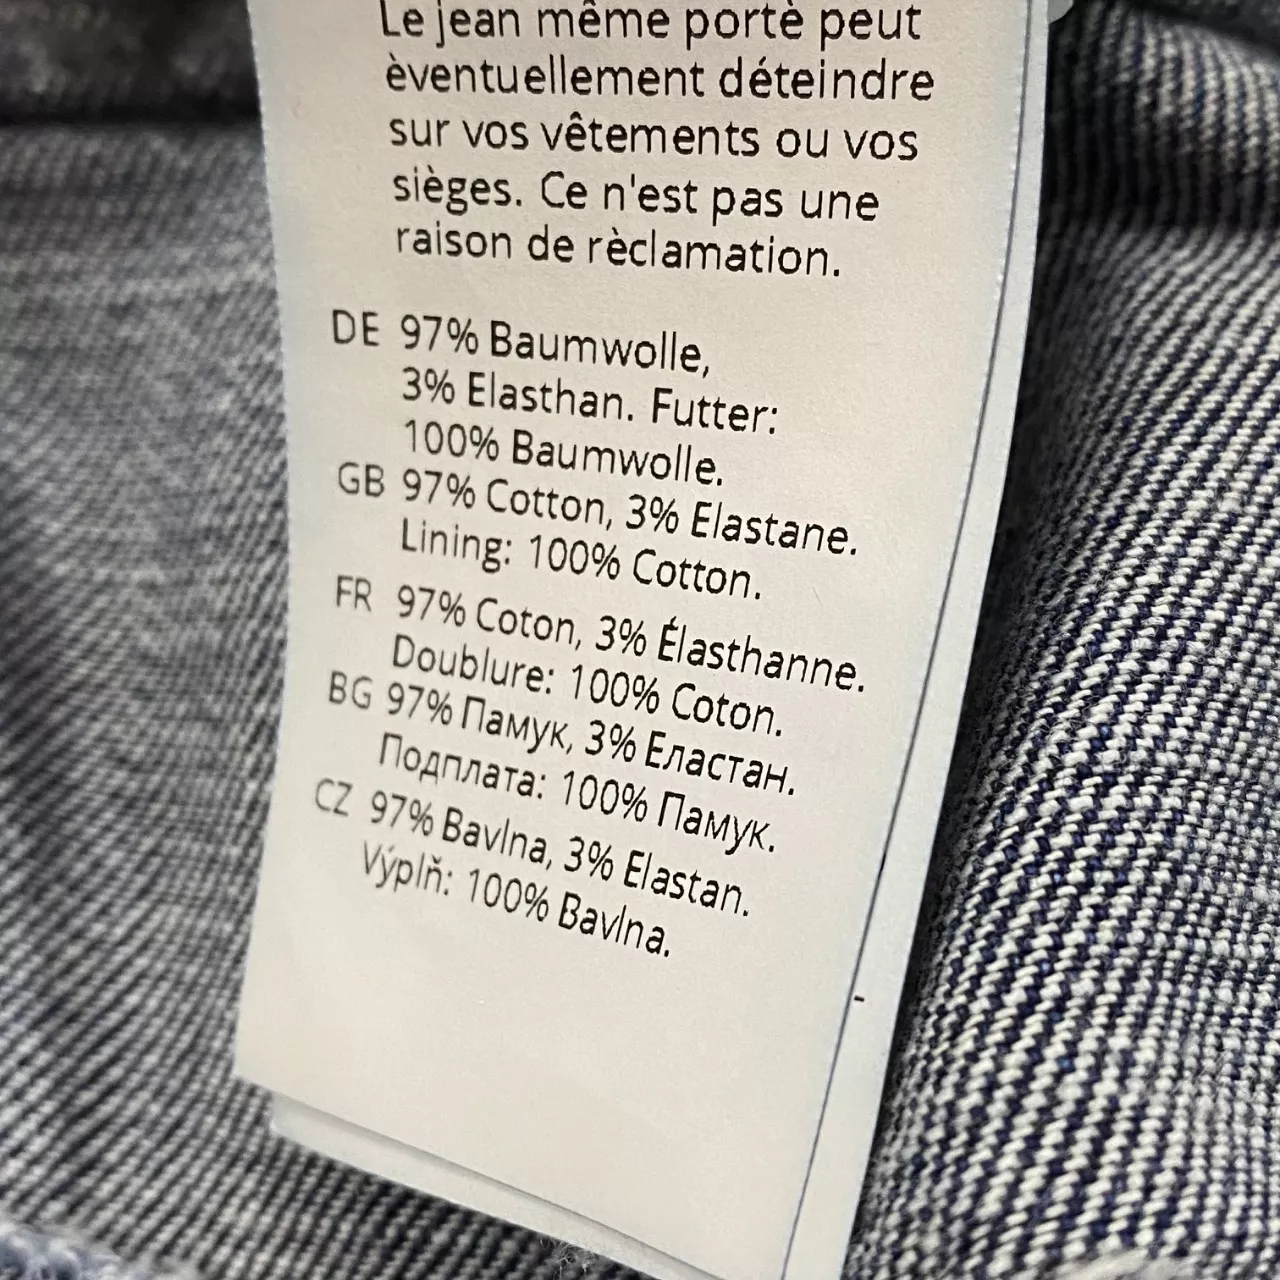 Le jean même portè peut
èventuellement déteindre
sur vos vêtements ou vos
sièges. Ce n'est pas une
raison de rèclamation.
DE 97% Baumwolle,
3% Elasthan. Futter:
100% Baumwolle.
GB 97% Cotton, 3% Elastane.
Lining: 100% Cotton.
FR 97% Coton, 3% Élasthanne.
Doublure: 100% Coton.
BG 97% Памук, 3% Еластан.
Подплата: 100% Памук.
CZ 97% Bavlna, 3% Elastan.
Výplň: 100% Bavlna.